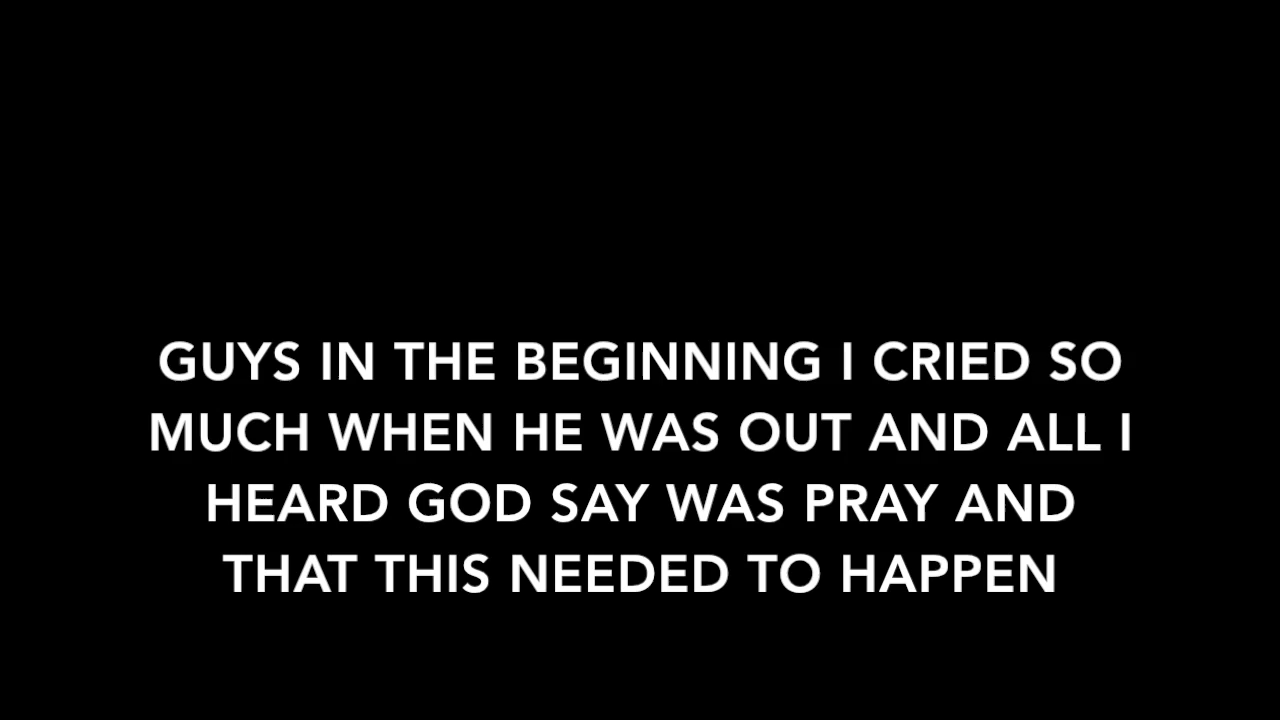 GUYS IN THE BEGINNING I CRIED SO
MUCH WHEN HE WAS OUT AND ALL I
HEARD GOD SAY WAS PRAY AND
THAT THIS NEEDED TO HAPPEN